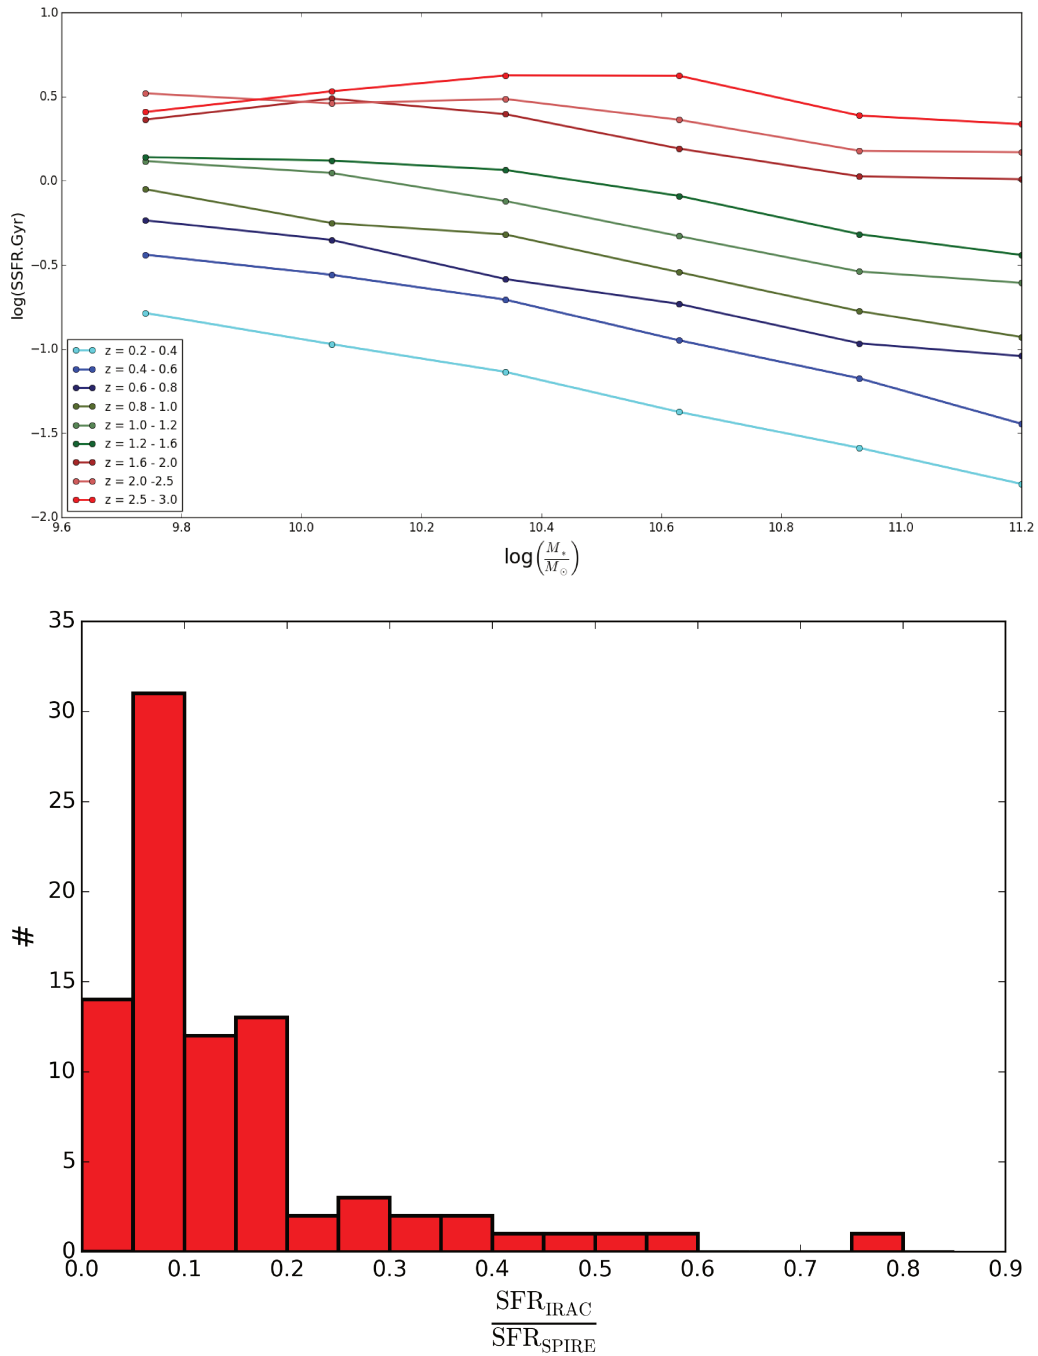 1.0
0.5
0.0
−0.5
−1.0
−1.5
−2.0
log(SSFR.Gyr)
z = 0.2 - 0.4
z = 0.4 - 0.6
z = 0.6 - 0.8
z = 0.8 - 1.0
z = 1.0 - 1.2
z = 1.2 - 1.6
z = 1.6 - 2.0
z = 2.0 -2.5
z = 2.5 - 3.0
9.6 9.8 10.0 10.2 10.4 10.6 10.8 11.0 11.2
log(M* / M⊙)
35
30
25
20
15
10
5
0
#
0.0 0.1 0.2 0.3 0.4 0.5 0.6 0.7 0.8 0.9
SFR_IRAC
SFR_SPIRE